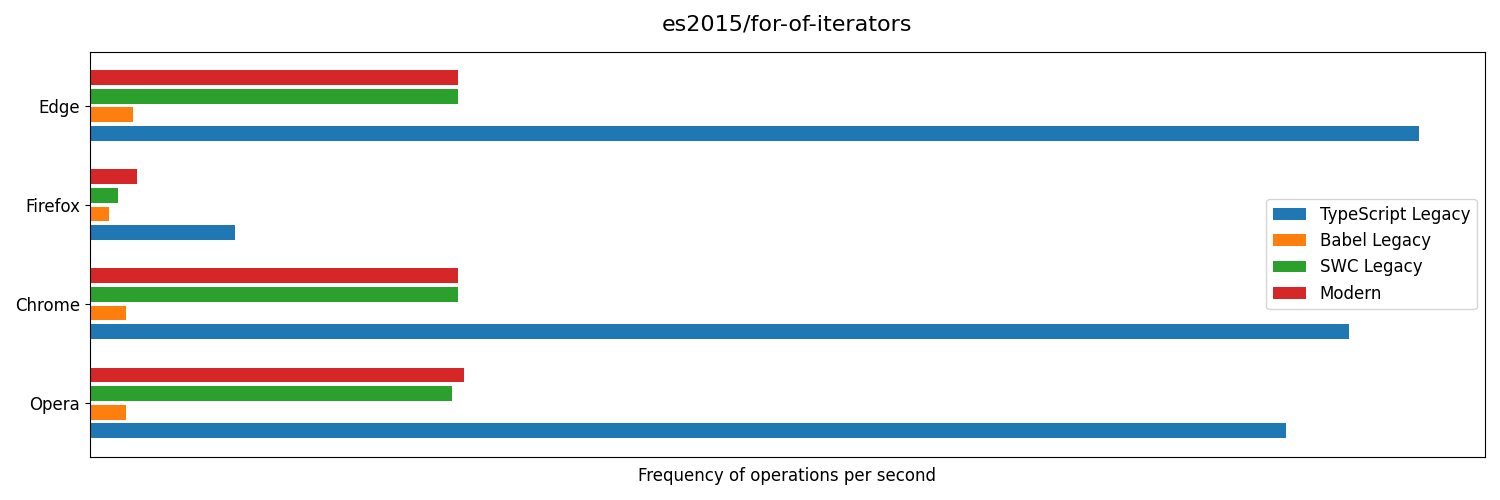 es2015/for-of-iterators
Edge
Firefox
Chrome
Opera
TypeScript Legacy
Babel Legacy
SWC Legacy
Modern
Frequency of operations per second